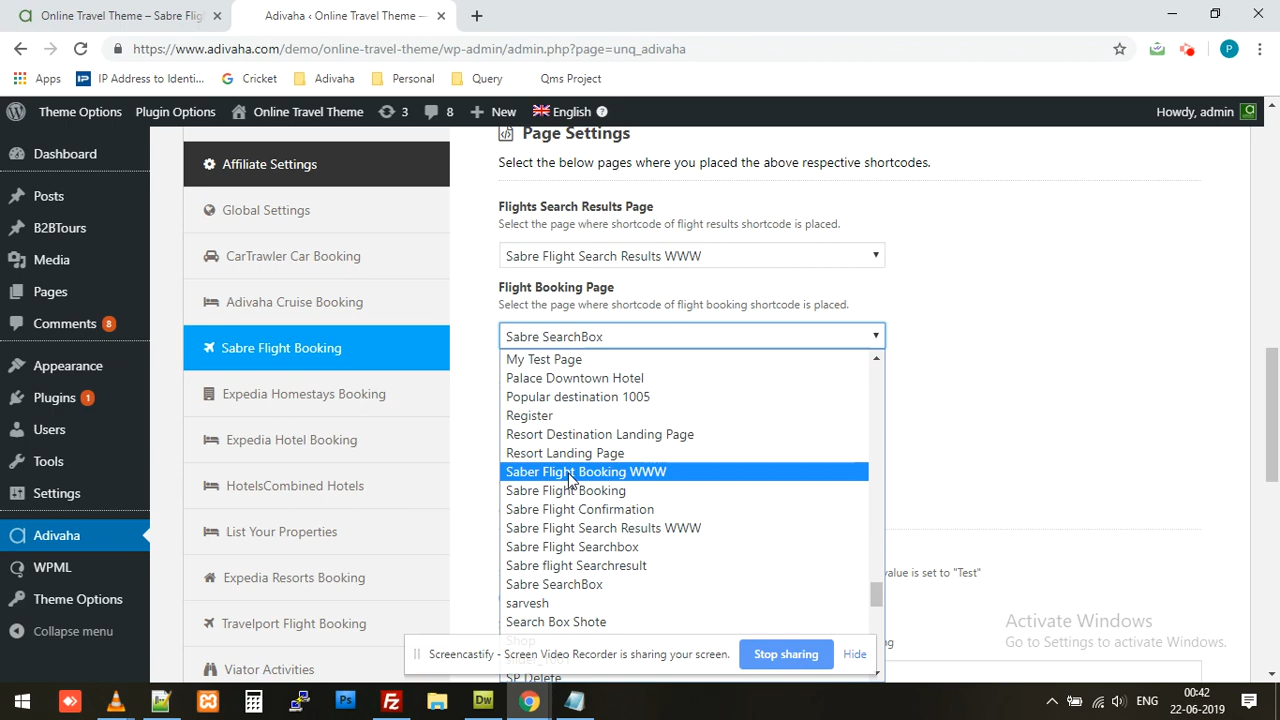 Online Travel Theme – Sabre Flig
Adivaha ‹ Online Travel Theme —
https://www.adivaha.com/demo/online-travel-theme/wp-admin/admin.php?page=unq_adivaha
P
Apps
IP IP Address to Identi...
Cricket
Adivaha
Personal
Query
Qms Project
Theme Options
Plugin Options
Online Travel Theme
3
8
New
English
Howdy, admin
Dashboard
Posts
B2BTours
Media
Pages
Comments 8
Appearance
Plugins 1
Users
Tools
Settings
Adivaha
WPML
Theme Options
Collapse menu
Affiliate Settings
Global Settings
CarTrawler Car Booking
Adivaha Cruise Booking
Sabre Flight Booking
Expedia Homestays Booking
Expedia Hotel Booking
HotelsCombined Hotels
List Your Properties
Expedia Resorts Booking
Travelport Flight Booking
Viator Activities
Page Settings
Select the below pages where you placed the above respective shortcodes.
Flights Search Results Page
Select the page where shortcode of flight results shortcode is placed.
Sabre Flight Search Results WWW
Flight Booking Page
Select the page where shortcode of flight booking shortcode is placed.
Sabre SearchBox
My Test Page
Palace Downtown Hotel
Popular destination 1005
Register
Resort Destination Landing Page
Resort Landing Page
Saber Flight Booking WWW
Sabre Flight Booking
Sabre Flight Confirmation
Sabre Flight Search Results WWW
Sabre Flight Searchbox
Sabre flight Searchresult
Sabre SearchBox
sarvesh
Search Box Shote
Shop
SP Delete
value is set to "Test"
ng
Screencastify - Screen Video Recorder is sharing your screen.
Stop sharing
Hide
Activate Windows
Go to Settings to activate Windows.
Ps
Fz
Dw
ENG
00:42
22-06-2019